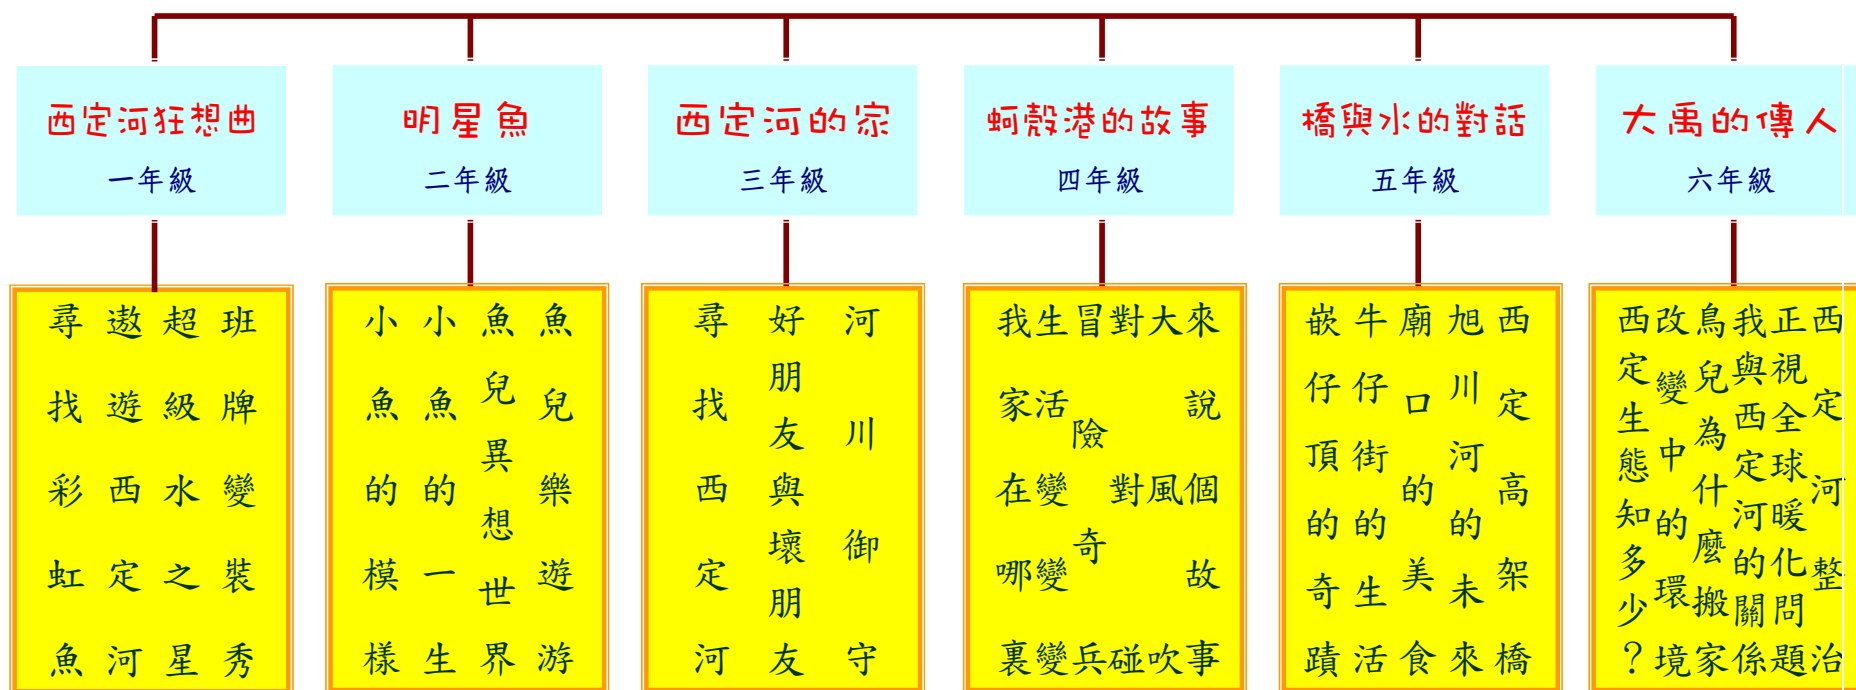 西定河狂想曲
一年級
尋找彩虹魚
遨遊西定河
超級水之星
班牌變裝秀
明星魚
二年級
小魚的模樣
小魚的一生
魚兒異想世界
魚兒樂遊游
西定河的家
三年級
尋找西定河
好朋友與壞朋友
河川御守
蚵殼港的故事
四年級
我家在哪裏
生活變變變
冒險奇兵
對對碰
大風吹
來說個故事
橋與水的對話
五年級
嵌仔頂的奇蹟
牛仔街的生活
廟口的美食
旭川河的未來
西定高架橋
大禹的傳人
六年級
西定生態知多少？
改變中的環境
鳥兒為什麼搬家
我與西定河的關係
正視全球暖化問題
西定河整治